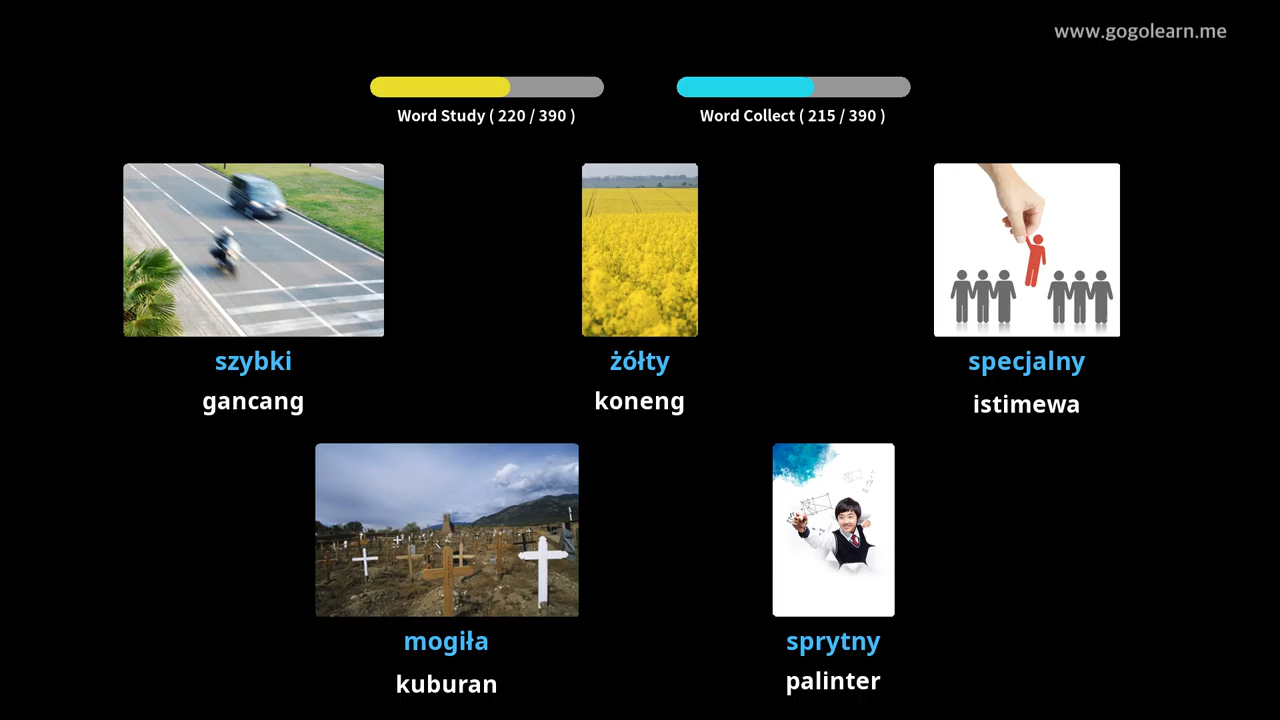 www.gogolearn.me
Word Study ( 220 / 390 )
Word Collect ( 215 / 390 )
szybki
gancang
żółty
koneng
specjalny
istimewa
mogiła
kuburan
sprytny
palinter